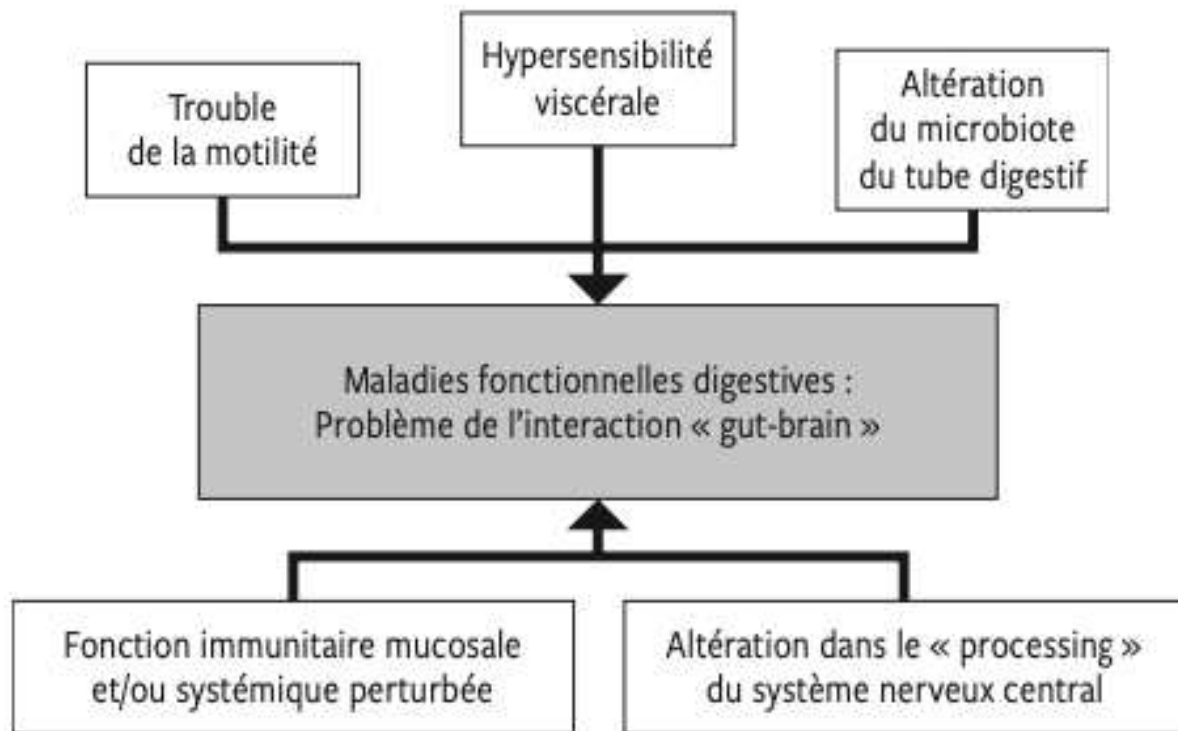 Trouble
de la motilité
Hypersensibilité
viscérale
Altération
du microbiote
du tube digestif
Maladies fonctionnelles digestives :
Problème de l'interaction « gut-brain »
Fonction immunitaire mucosale
et/ou systémique perturbée
Altération dans le « processing »
du système nerveux central